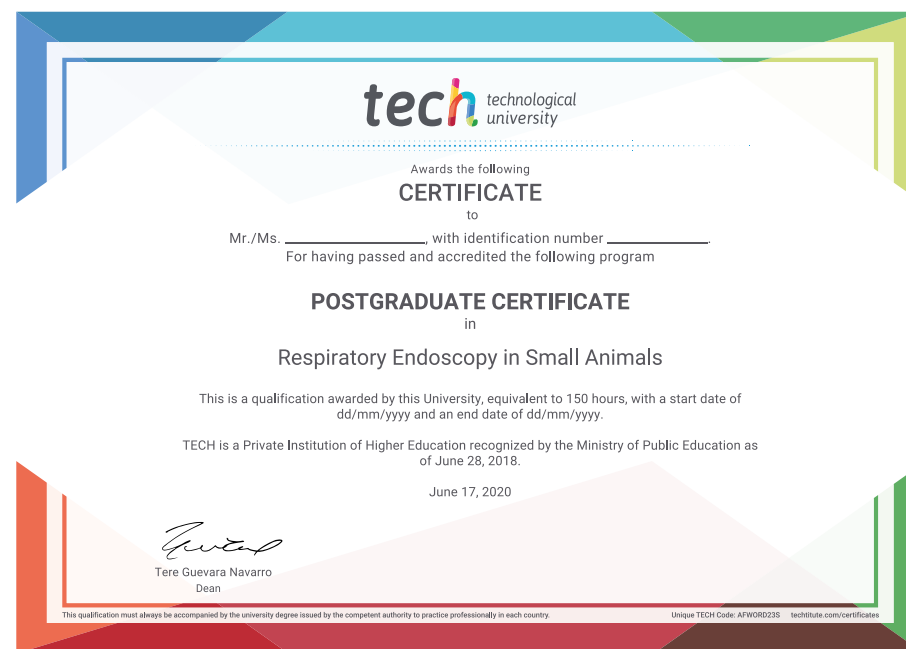 tech technological
university
Awards the following
CERTIFICATE
to
Mr./Ms. ____________________, with identification number ______________.
For having passed and accredited the following program
POSTGRADUATE CERTIFICATE
in
Respiratory Endoscopy in Small Animals
This is a qualification awarded by this University, equivalent to 150 hours, with a start date of
dd/mm/yyyy and an end date of dd/mm/yyyy.
TECH is a Private Institution of Higher Education recognized by the Ministry of Public Education as
of June 28, 2018.
June 17, 2020
Tere Guevara Navarro
Dean
This qualification must always be accompanied by the university degree issued by the competent authority to practice professionally in each country.
Unique TECH Code: AFWORD23S techtitute.com/certificates